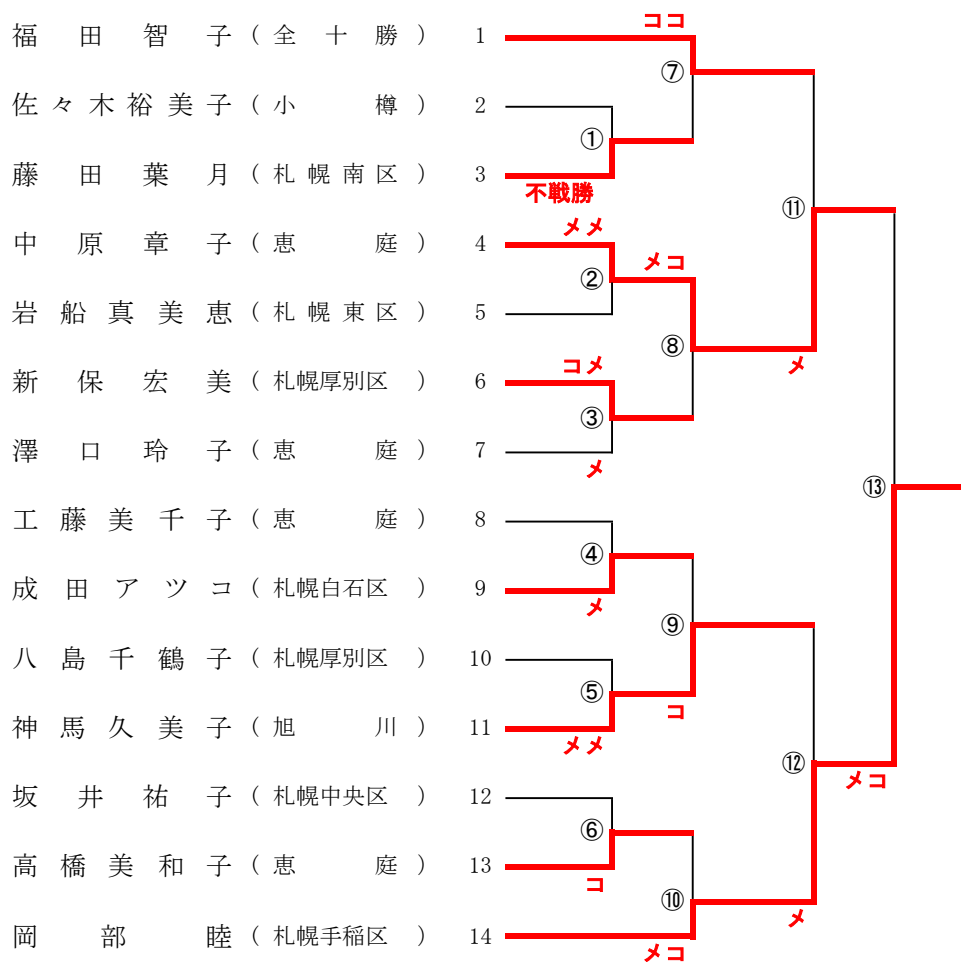 ココ
福田智子(全十勝) 1
⑦
佐々木裕美子(小樽) 2
①
藤田葉月(札幌南区) 3
不戦勝
⑪
メメ
中原章子(恵庭) 4
メコ
②
岩船真美恵(札幌東区) 5
⑧
コメ
メ
新保宏美(札幌厚別区) 6
③
澤口玲子(恵庭) 7
メ
⑬
工藤美千子(恵庭) 8
④
成田アツコ(札幌白石区) 9
メ
⑨
八島千鶴子(札幌厚別区) 10
⑤
コ
神馬久美子(旭川) 11
メメ
⑫
メコ
坂井祐子(札幌中央区) 12
⑥
高橋美和子(恵庭) 13
コ
⑩
メ
岡部睦(札幌手稲区) 14
メコ